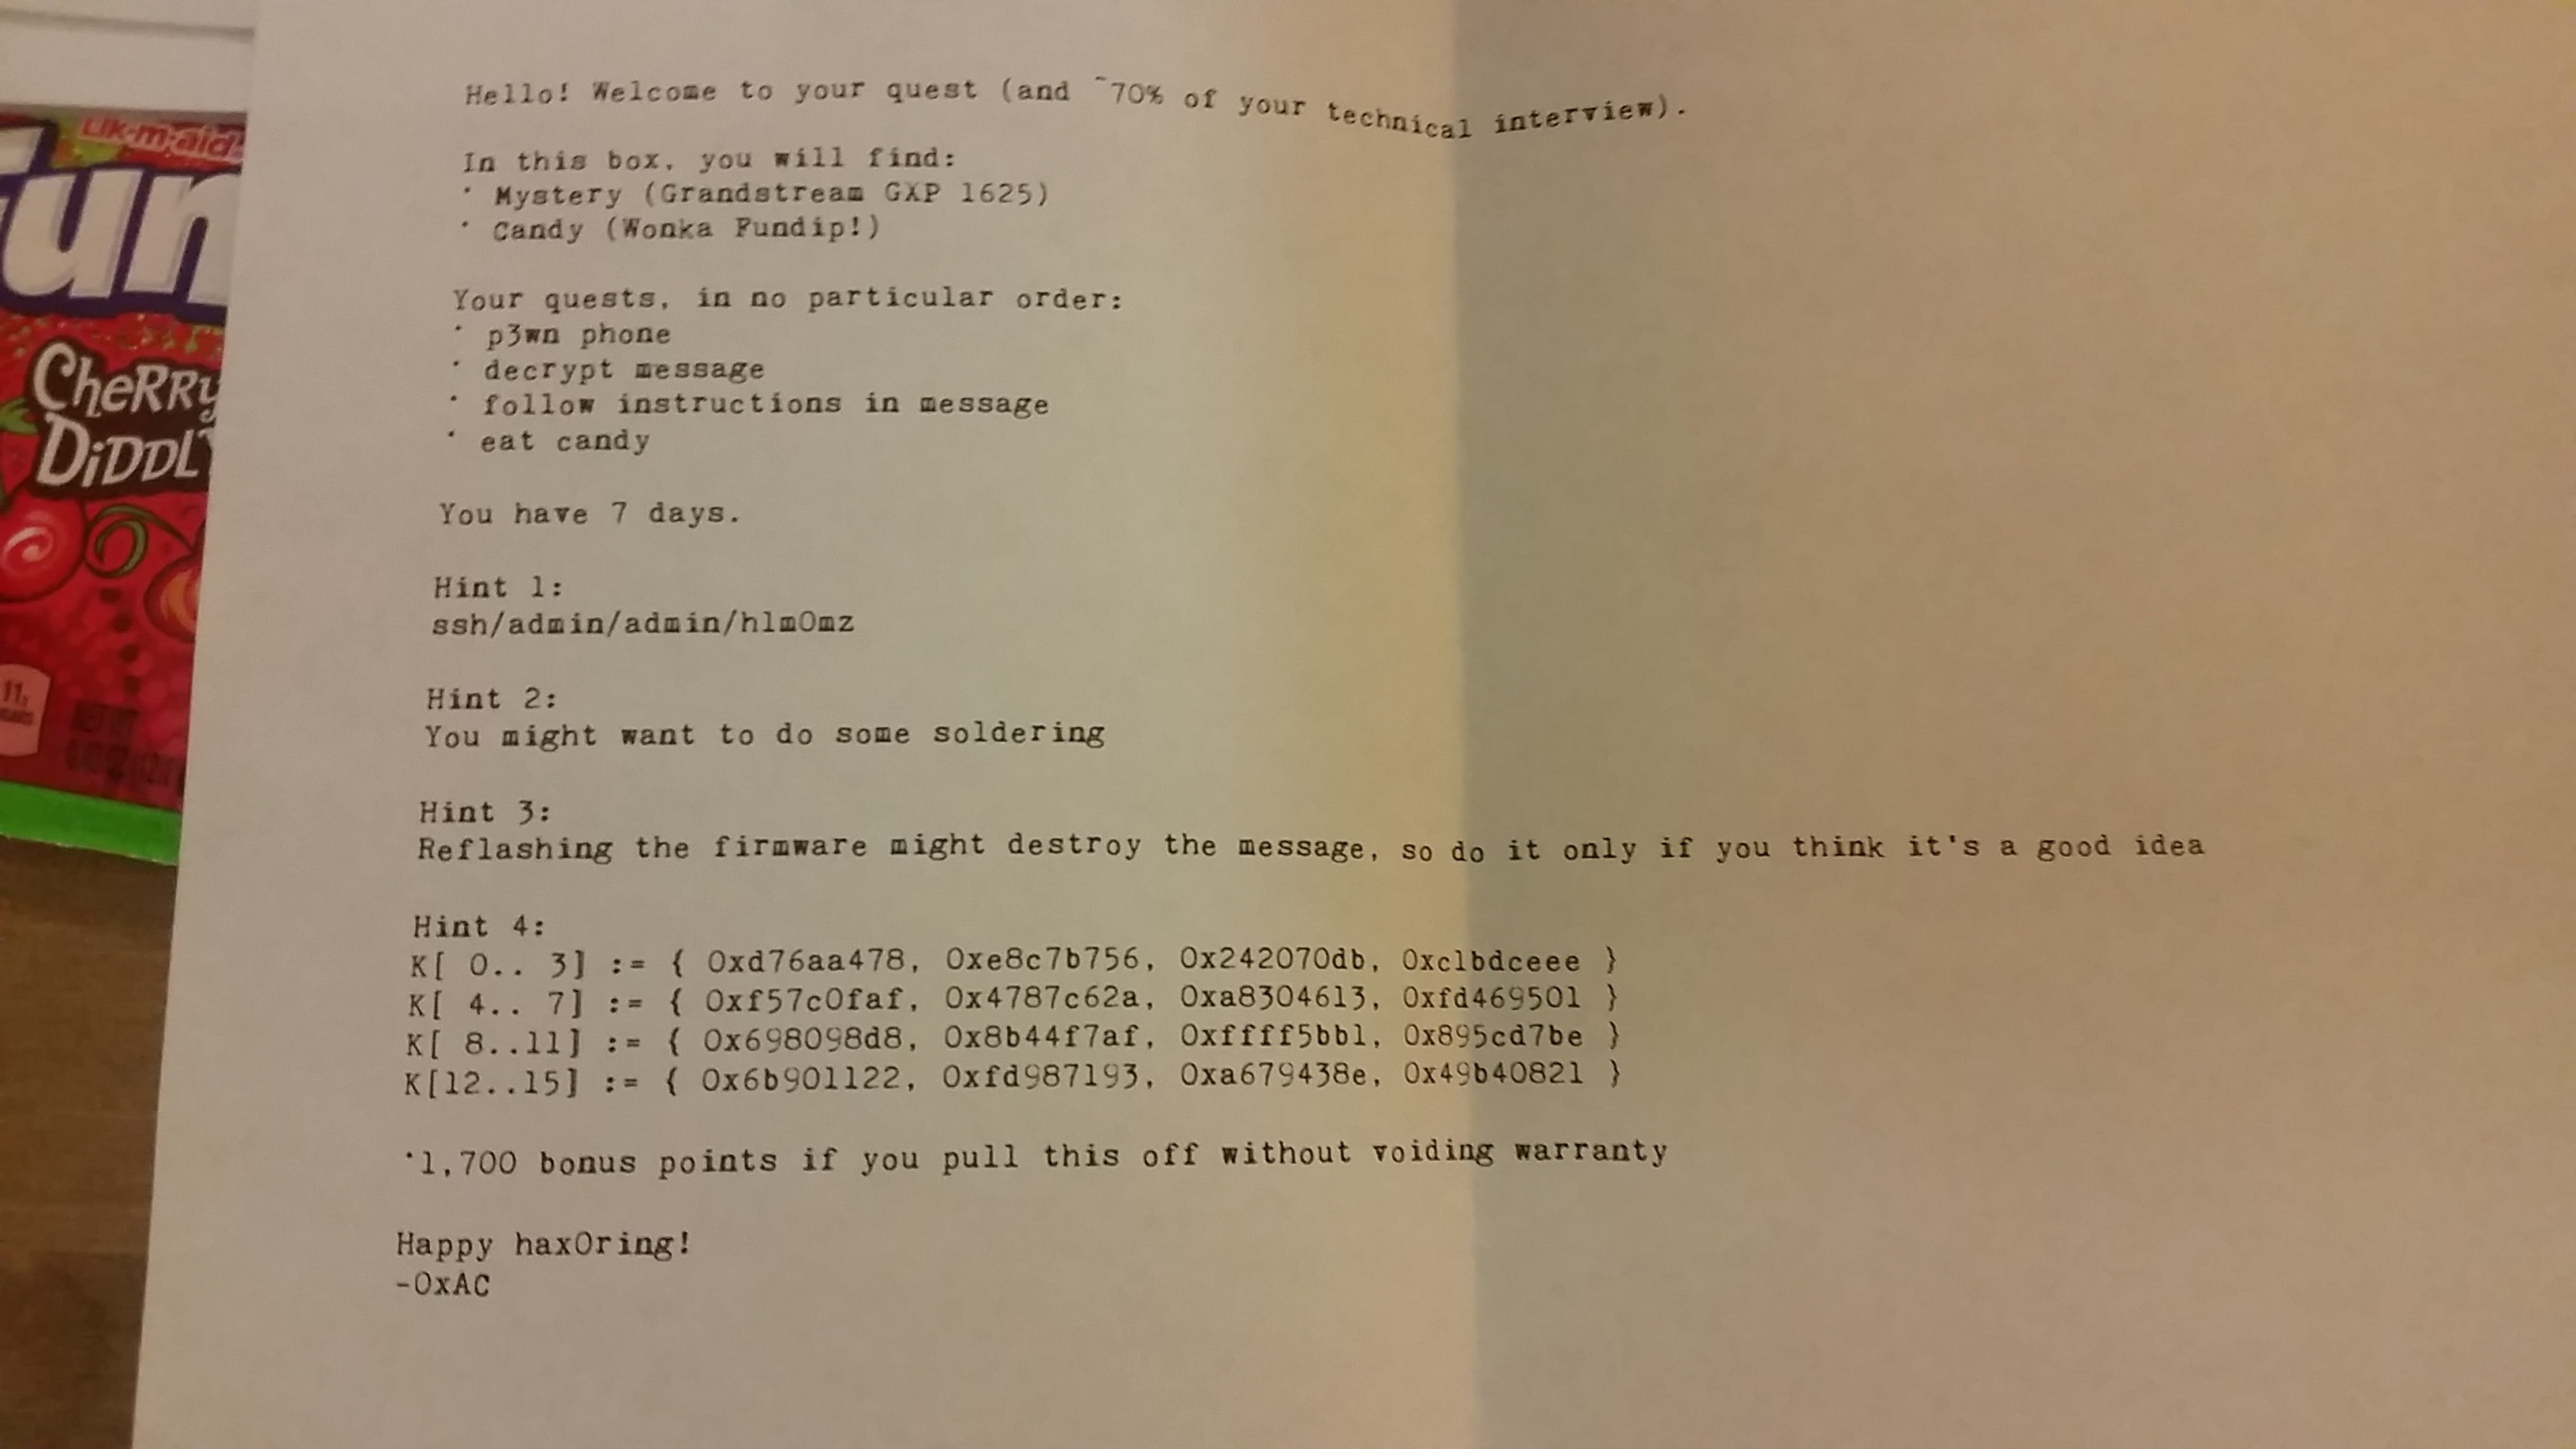 Lik-m-aid
Fun
CHeRRy
DiDDL
11,
Hello! Welcome to your quest (and ~70% of your technical interview).
In this box, you will find:
· Mystery (Grandstream GXP 1625)
· Candy (Wonka Fundip!)
Your quests, in no particular order:
· p3wn phone
· decrypt message
· follow instructions in message
· eat candy
You have 7 days.
Hint 1:
ssh/admin/admin/hlm0mz
Hint 2:
You might want to do some soldering
Hint 3:
Reflashing the firmware might destroy the message, so do it only if you think it's a good idea
Hint 4:
K[ 0.. 3] := { 0xd76aa478, 0xe8c7b756, 0x242070db, 0xc1bdceee }
K[ 4.. 7] := { 0xf57c0faf, 0x4787c62a, 0xa8304613, 0xfd469501 }
K[ 8..11] := { 0x698098d8, 0x8b44f7af, 0xffff5bb1, 0x895cd7be }
K[12..15] := { 0x6b901122, 0xfd987193, 0xa679438e, 0x49b40821 }
·1,700 bonus points if you pull this off without voiding warranty
Happy hax0ring!
-0xAC